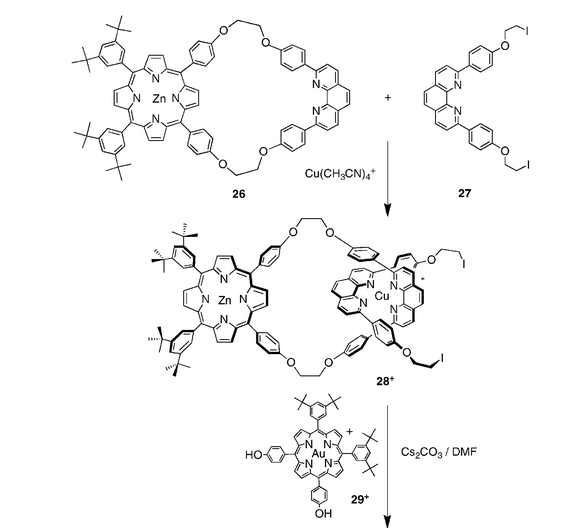 O
O
I
O
N
N
N
N Zn N
+
N
N
N
O
O
O
O
I
26
27
Cu(CH₃CN)₄⁺
O
O
O
I
N
N
N
+
Cu
N Zn N
N
N
N
O
O
O
I
28⁺
+
N N
HO
Au
N N
Cs₂CO₃ / DMF
29⁺
OH